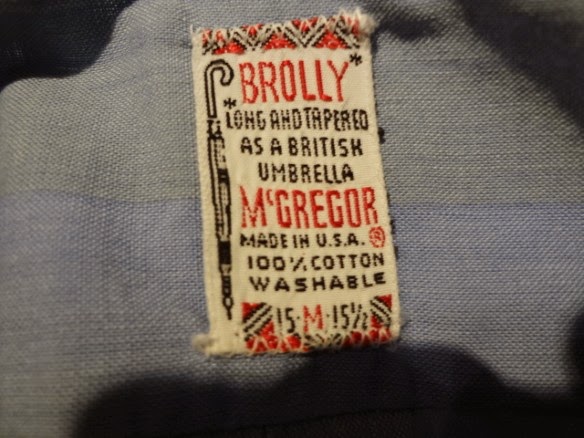 "BROLLY"
*LONG AND TAPERED
AS A BRITISH
UMBRELLA
McGREGOR
MADE IN U.S.A. ®
100% COTTON
WASHABLE
15·M·15½